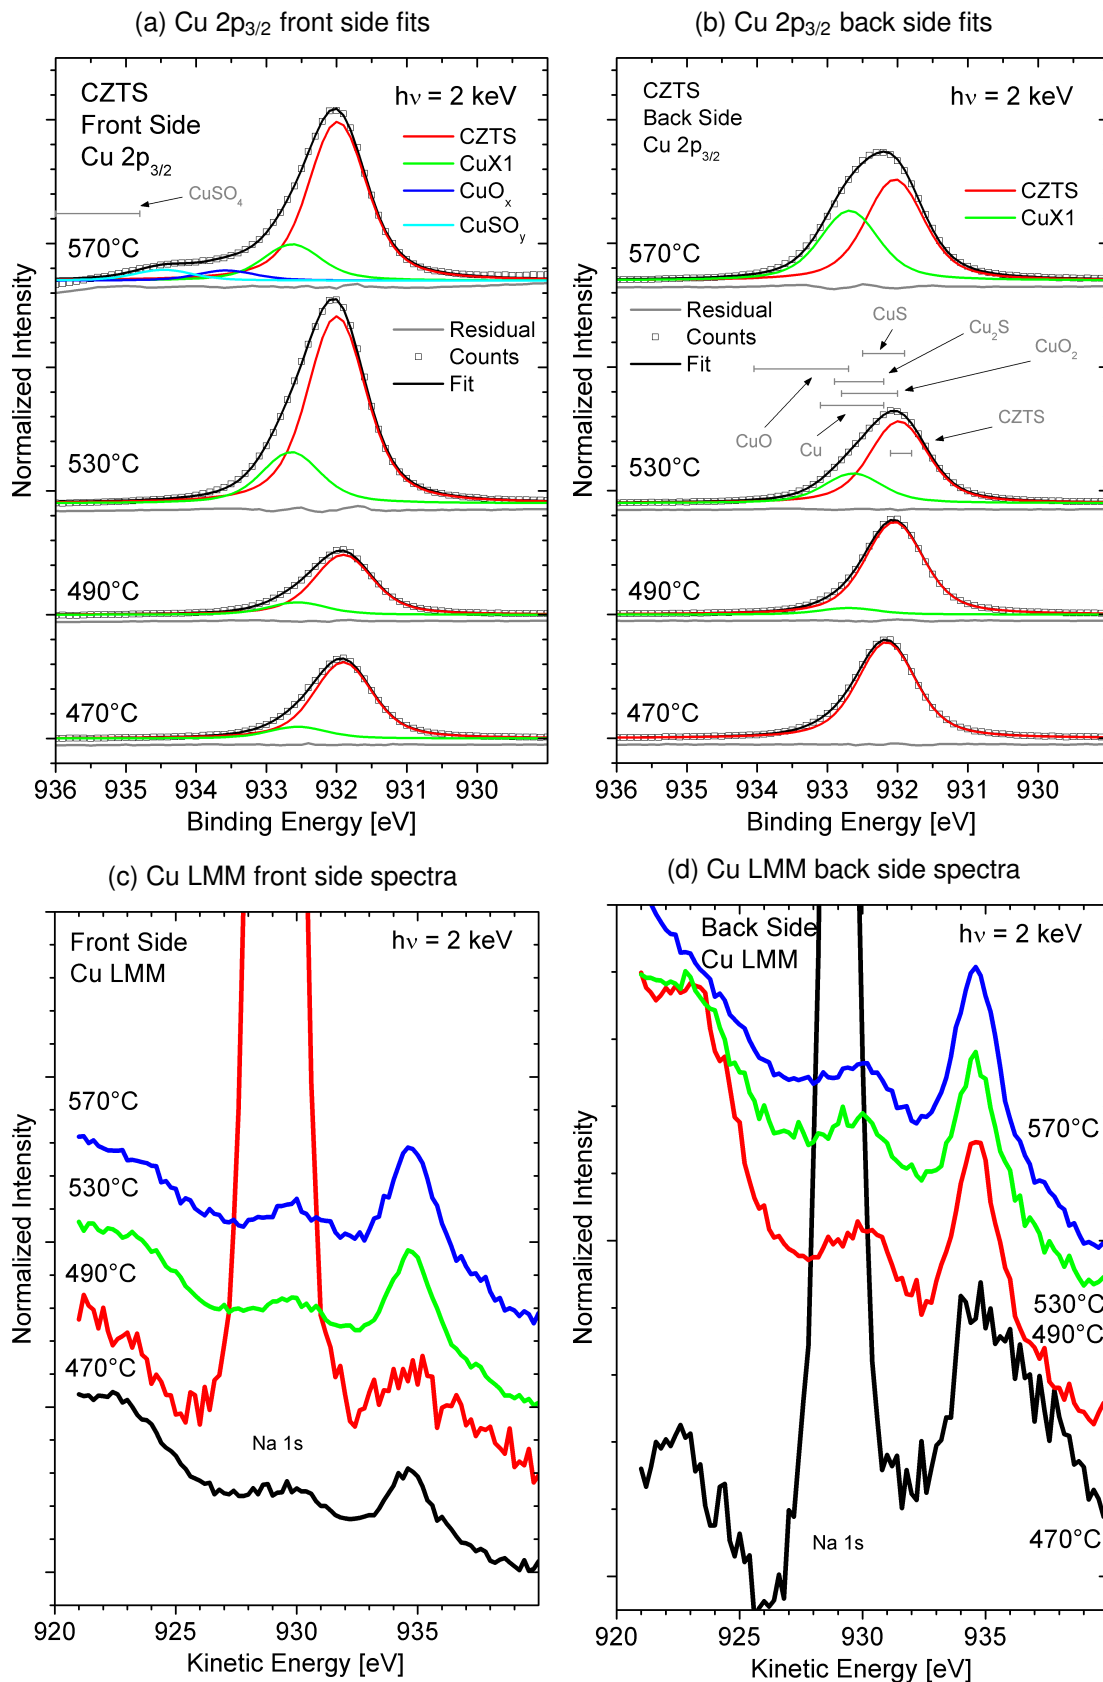 (a) Cu 2p3/2 front side fits
CZTS
Front Side
Cu 2p3/2
hν = 2 keV
CZTS
CuX1
CuOx
CuSOy
CuSO4
570°C
Residual
Counts
Fit
530°C
490°C
470°C
936 935 934 933 932 931 930
Binding Energy [eV]
Normalized Intensity
(b) Cu 2p3/2 back side fits
CZTS
Back Side
Cu 2p3/2
hν = 2 keV
CZTS
CuX1
570°C
Residual
Counts
Fit
CuS
Cu2S
CuO2
CuO
Cu
CZTS
530°C
490°C
470°C
936 935 934 933 932 931 930
Binding Energy [eV]
Normalized Intensity
(c) Cu LMM front side spectra
Front Side
Cu LMM
hν = 2 keV
570°C
530°C
490°C
470°C
Na 1s
920 925 930 935
Kinetic Energy [eV]
Normalized Intensity
(d) Cu LMM back side spectra
Back Side
Cu LMM
hν = 2 keV
570°C
530°C
490°C
470°C
Na 1s
920 925 930 935
Kinetic Energy [eV]
Normalized Intensity